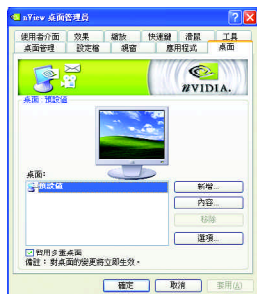 nView 桌面管理員
使用者介面 效果 縮放 快速鍵 滑鼠 工具
桌面管理 設定檔 視窗 應用程式 桌面
nVIDIA.
桌面：預設值
桌面：
預設值
新增...
內容...
移除
選項...
啟用多重桌面
備註：對桌面的變更將立即生效。
確定 取消 套用(A)